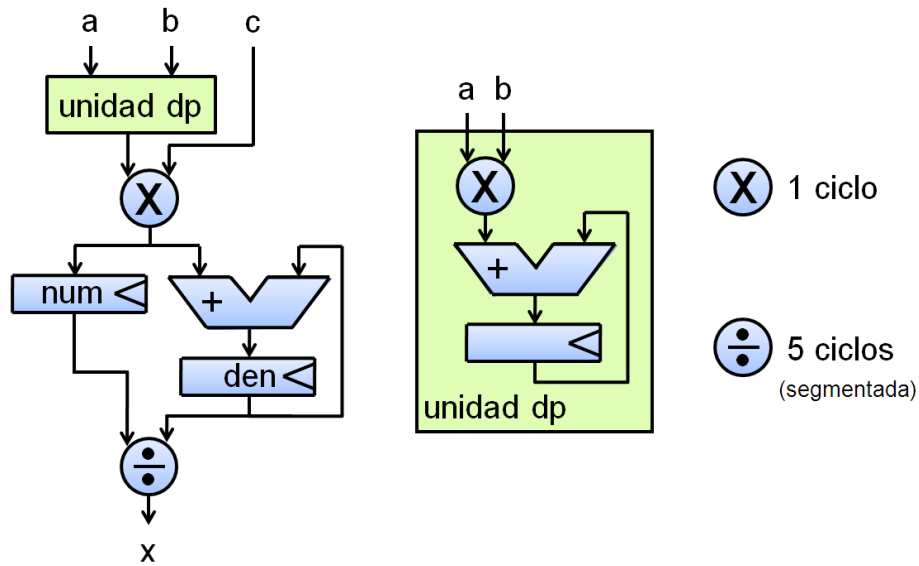 a b c
unidad dp
X
num
+
den
÷
x
a b
X
+
unidad dp
X 1 ciclo
÷ 5 ciclos
(segmentada)